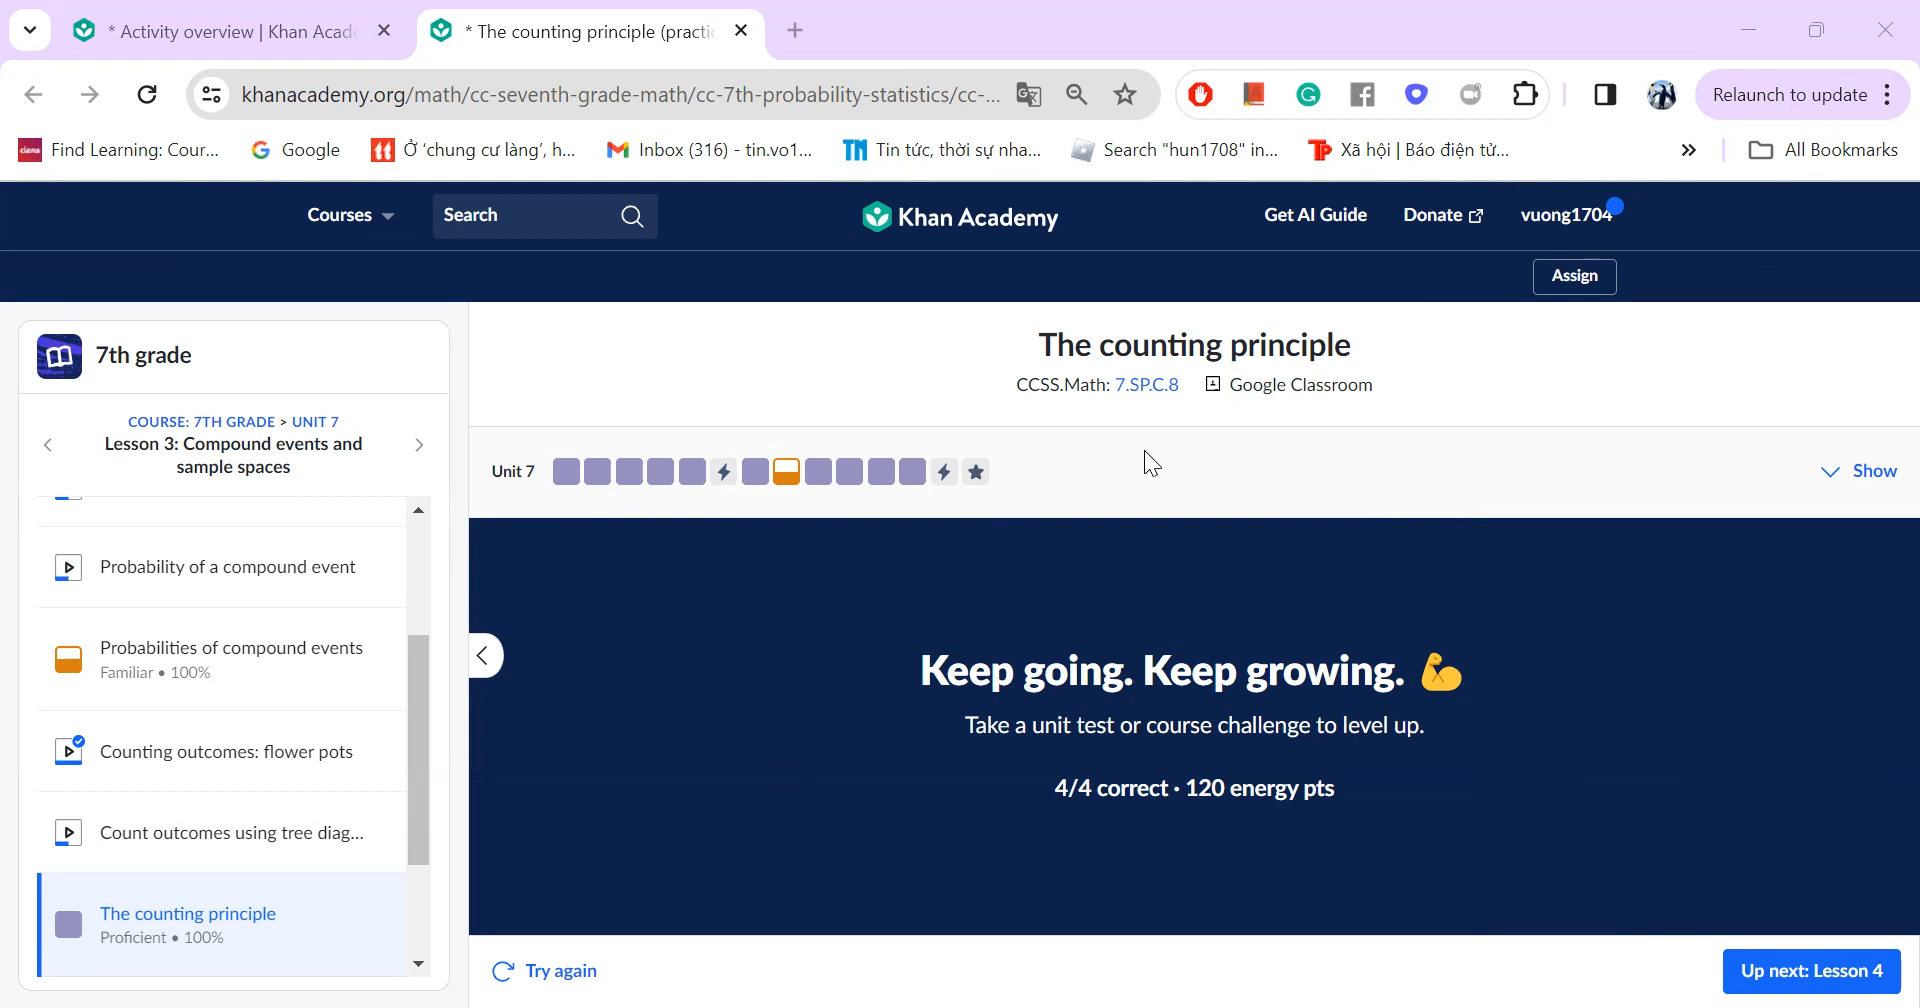 * Activity overview | Khan Acade
* The counting principle (practic
khanacademy.org/math/cc-seventh-grade-math/cc-7th-probability-statistics/cc-...
Relaunch to update
Find Learning: Cour...
Google
Ở 'chung cư làng', h...
Inbox (316) - tin.vo1...
Tin tức, thời sự nha...
Search "hun1708" in...
Xã hội | Báo điện tử...
All Bookmarks
Courses
Search
Khan Academy
Get AI Guide
Donate
vuong1704
Assign
7th grade
COURSE: 7TH GRADE > UNIT 7
Lesson 3: Compound events and
sample spaces
Probability of a compound event
Probabilities of compound events
Familiar • 100%
Counting outcomes: flower pots
Count outcomes using tree diag...
The counting principle
Proficient • 100%
The counting principle
CCSS.Math: 7.SP.C.8
Google Classroom
Unit 7
Show
Keep going. Keep growing. 💪
Take a unit test or course challenge to level up.
4/4 correct · 120 energy pts
Try again
Up next: Lesson 4